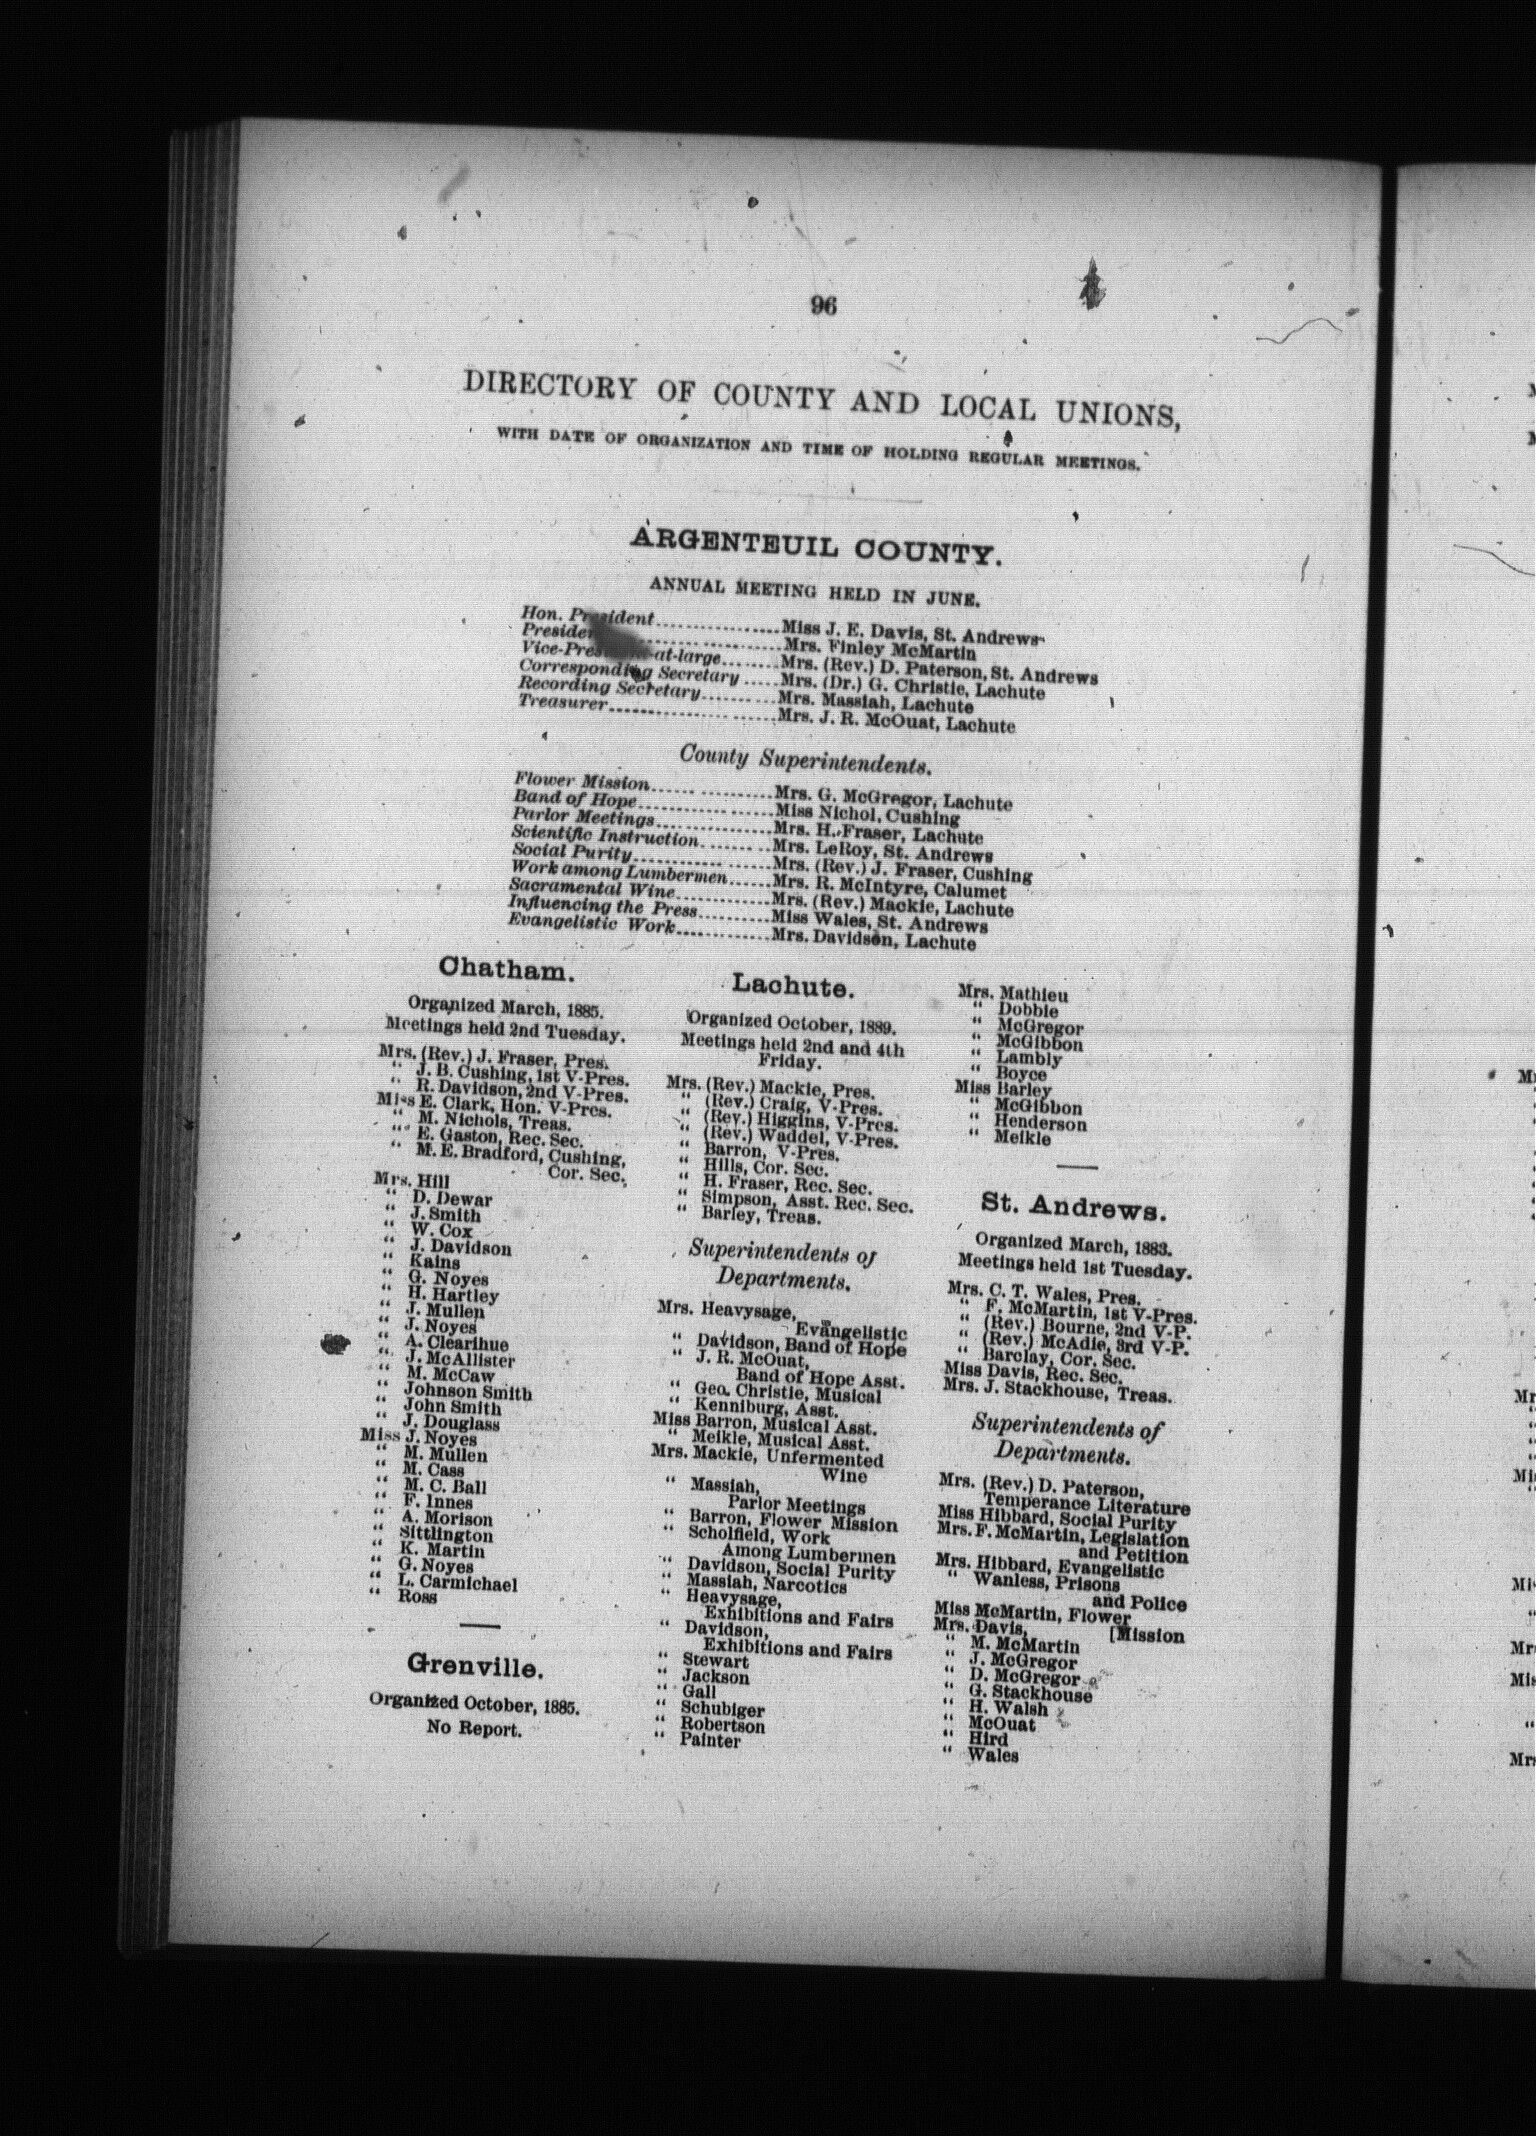 96
DIRECTORY OF COUNTY AND LOCAL UNIONS,
WITH DATE OF ORGANIZATION AND TIME OF HOLDING REGULAR MEETINGS.
ARGENTEUIL COUNTY.
ANNUAL MEETING HELD IN JUNE.
Hon. President..................Miss J. E. Davis, St. Andrews
President..................Mrs. Finley McMartin
Vice-President-at-large........Mrs. (Rev.) D. Paterson, St. Andrews
Corresponding Secretary.....Mrs. (Dr.) G. Christie, Lachute
Recording Secretary..........Mrs. Massiah, Lachute
Treasurer.......................Mrs. J. R. McOuat, Lachute
County Superintendents.
Flower Mission................Mrs. G. McGregor, Lachute
Band of Hope..................Miss Nichol, Cushing
Parlor Meetings................Mrs. H. Fraser, Lachute
Scientific Instruction.........Mrs. LeRoy, St. Andrews
Social Purity..................Mrs. (Rev.) J. Fraser, Cushing
Work among Lumbermen......Mrs. R. McIntyre, Calumet
Sacramental Wine.............Mrs. (Rev.) Mackie, Lachute
Influencing the Press..........Miss Wales, St. Andrews
Evangelistic Work.............Mrs. Davidson, Lachute
Chatham.
Organized March, 1885.
Meetings held 2nd Tuesday.
Mrs. (Rev.) J. Fraser, Pres.
" J. B. Cushing, 1st V-Pres.
" R. Davidson, 2nd V-Pres.
Miss E. Clark, Hon. V-Pres.
" M. Nichols, Treas.
" E. Gaston, Rec. Sec.
" M. E. Bradford, Cushing,
Cor. Sec.
Mrs. Hill
" D. Dewar
" J. Smith
" W. Cox
" J. Davidson
" Kains
" G. Noyes
" H. Hartley
" J. Mullen
" J. Noyes
" A. Clearihue
" J. McAllister
" M. McCaw
" Johnson Smith
" John Smith
" J. Douglass
Miss J. Noyes
" M. Mullen
" M. Cass
" M. C. Ball
" F. Innes
" A. Morison
" Sittlington
" K. Martin
" G. Noyes
" L. Carmichael
" Ross
Grenville.
Organized October, 1885.
No Report.
Lachute.
Organized October, 1889.
Meetings held 2nd and 4th
Friday.
Mrs. (Rev.) Mackie, Pres.
" (Rev.) Craig, V-Pres.
" (Rev.) Higgins, V-Pres.
" (Rev.) Waddel, V-Pres.
" Barron, V-Pres.
" Hills, Cor. Sec.
" H. Fraser, Rec. Sec.
" Simpson, Asst. Rec. Sec.
" Barley, Treas.
Superintendents of
Departments.
Mrs. Heavysage,
Evangelistic
" Davidson, Band of Hope
" J. R. McOuat,
Band of Hope Asst.
" Geo. Christie, Musical
" Kenniburg, Asst.
Miss Barron, Musical Asst.
" Meikle, Musical Asst.
Mrs. Mackie, Unfermented
Wine
" Massiah,
Parlor Meetings
" Barron, Flower Mission
" Scholfield, Work
Among Lumbermen
" Davidson, Social Purity
" Massiah, Narcotics
" Heavysage,
Exhibitions and Fairs
" Davidson,
Exhibitions and Fairs
" Stewart
" Jackson
" Gall
" Schubiger
" Robertson
" Painter
Mrs. Mathieu
" Dobbie
" McGregor
" McGibbon
" Lambly
" Boyce
Miss Barley
" McGibbon
" Henderson
" Meikle
St. Andrews.
Organized March, 1883.
Meetings held 1st Tuesday.
Mrs. C. T. Wales, Pres.
" F. McMartin, 1st V-Pres.
" (Rev.) Bourne, 2nd V-P.
" (Rev.) McAdie, 3rd V-P.
" Barclay, Cor. Sec.
Miss Davis, Rec. Sec.
Mrs. J. Stackhouse, Treas.
Superintendents of
Departments.
Mrs. (Rev.) D. Paterson,
Temperance Literature
Miss Hibbard, Social Purity
Mrs. F. McMartin, Legislation
and Petition
Mrs. Hibbard, Evangelistic
" Wanless, Prisons
and Police
Miss McMartin, Flower
Mrs. Davis, [Mission
" M. McMartin
" J. McGregor
" D. McGregor
" G. Stackhouse
" H. Walsh
" McOuat
" Hird
" Wales